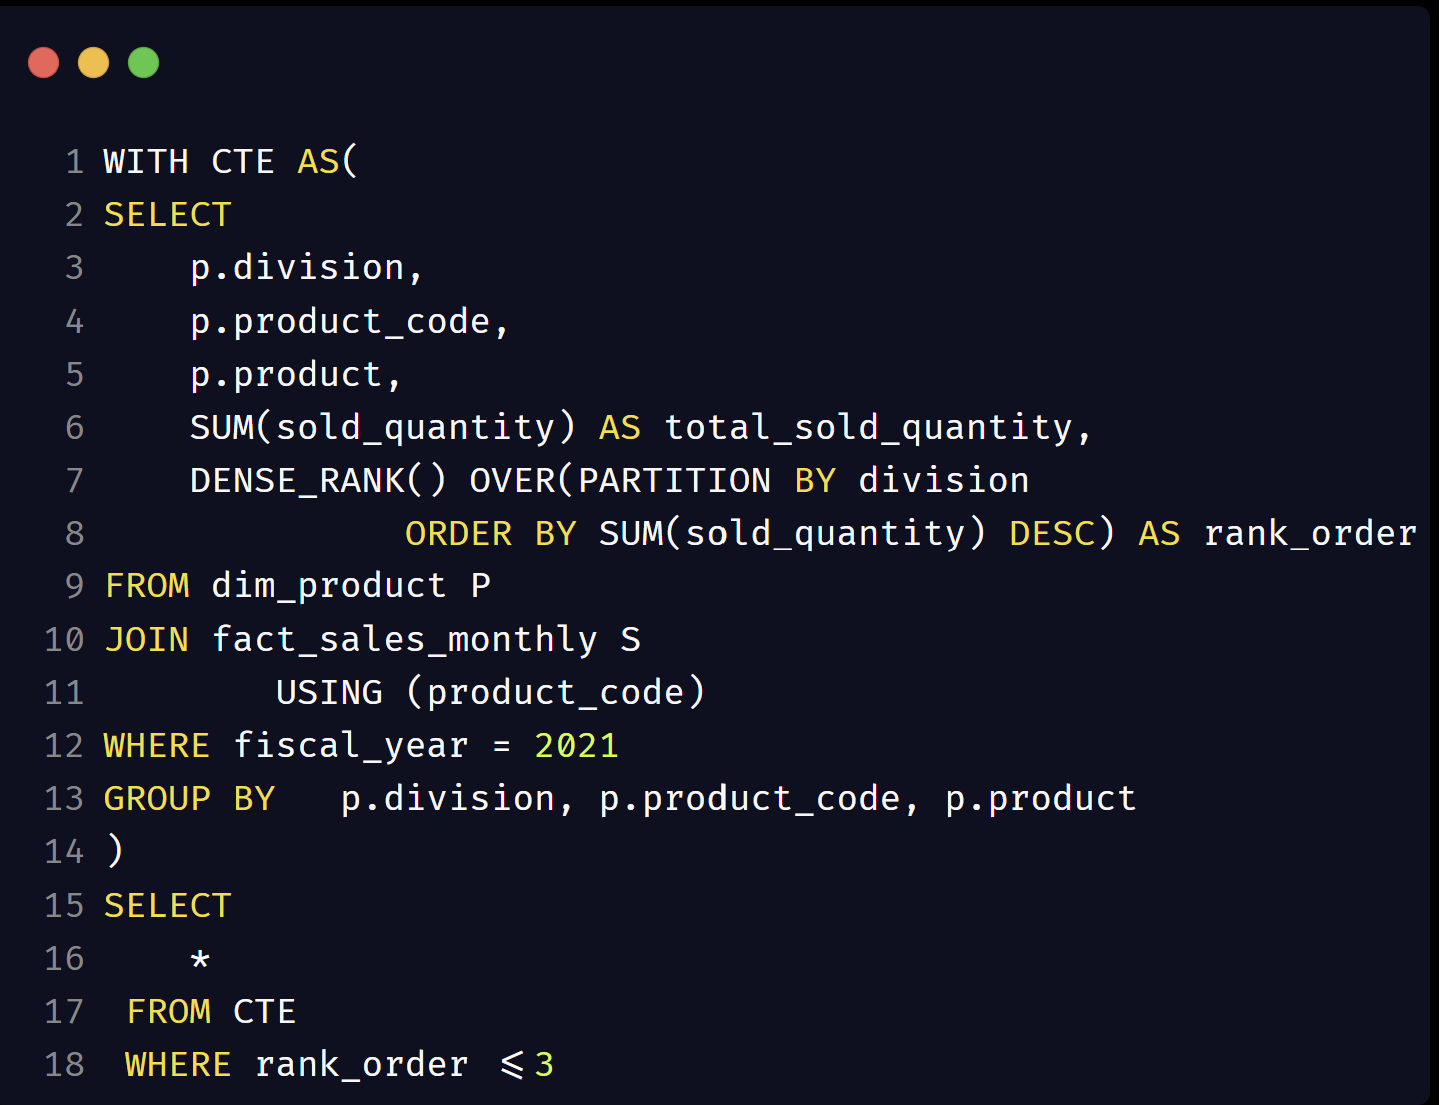 1 WITH CTE AS(
2 SELECT
3     p.division,
4     p.product_code,
5     p.product,
6     SUM(sold_quantity) AS total_sold_quantity,
7     DENSE_RANK() OVER(PARTITION BY division
8               ORDER BY SUM(sold_quantity) DESC) AS rank_order
9 FROM dim_product P
10 JOIN fact_sales_monthly S
11         USING (product_code)
12 WHERE fiscal_year = 2021
13 GROUP BY   p.division, p.product_code, p.product
14 )
15 SELECT
16     *
17  FROM CTE
18  WHERE rank_order <=3